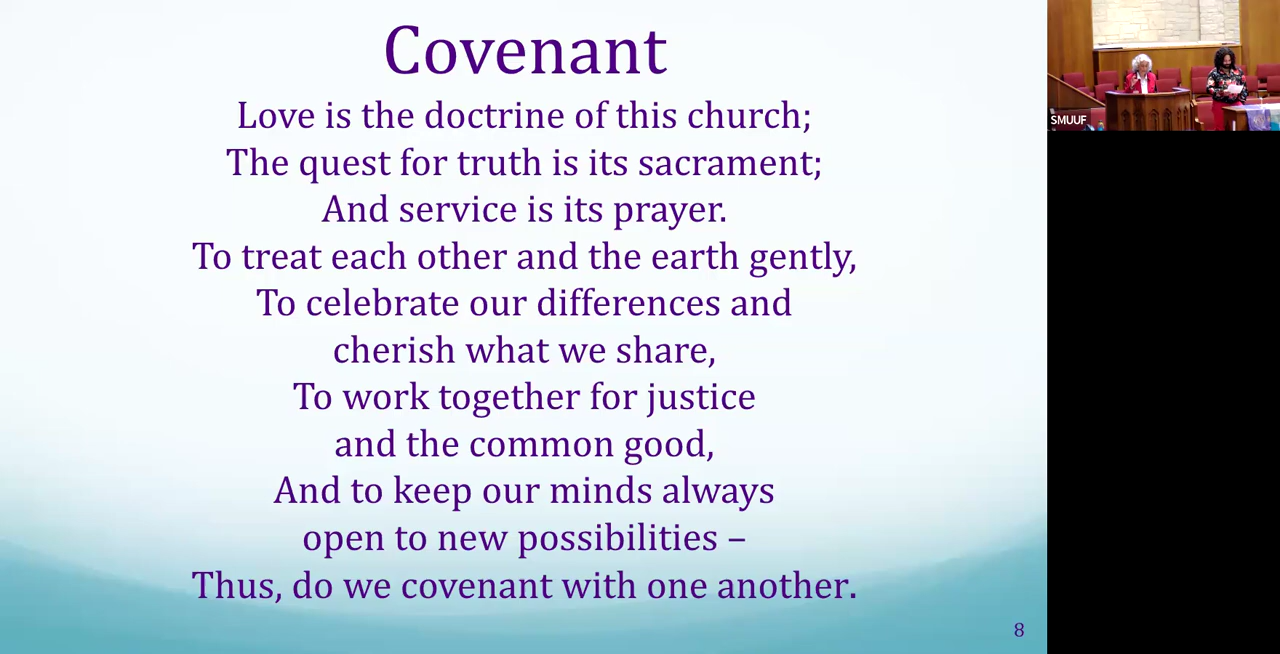 Covenant
Love is the doctrine of this church;
The quest for truth is its sacrament;
And service is its prayer.
To treat each other and the earth gently,
To celebrate our differences and
cherish what we share,
To work together for justice
and the common good,
And to keep our minds always
open to new possibilities –
Thus, do we covenant with one another.
8
SMUUF